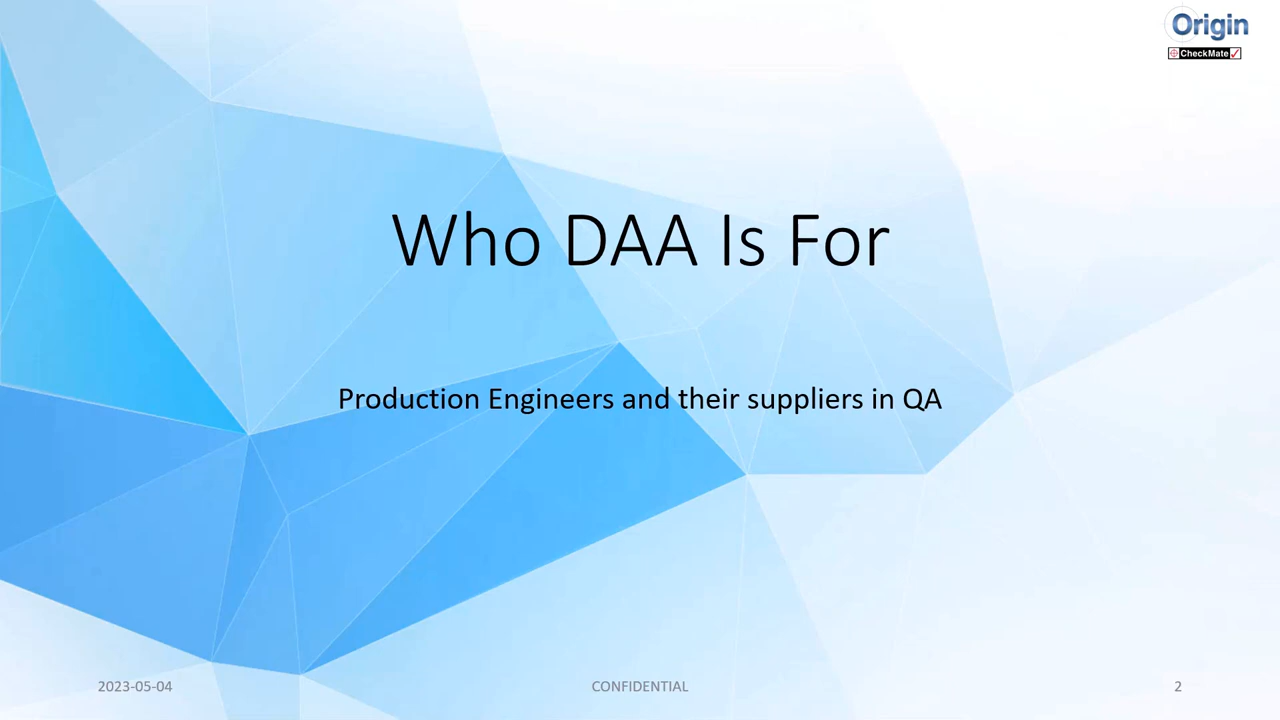 Origin
CheckMate
Who DAA Is For
Production Engineers and their suppliers in QA
2023-05-04
CONFIDENTIAL
2